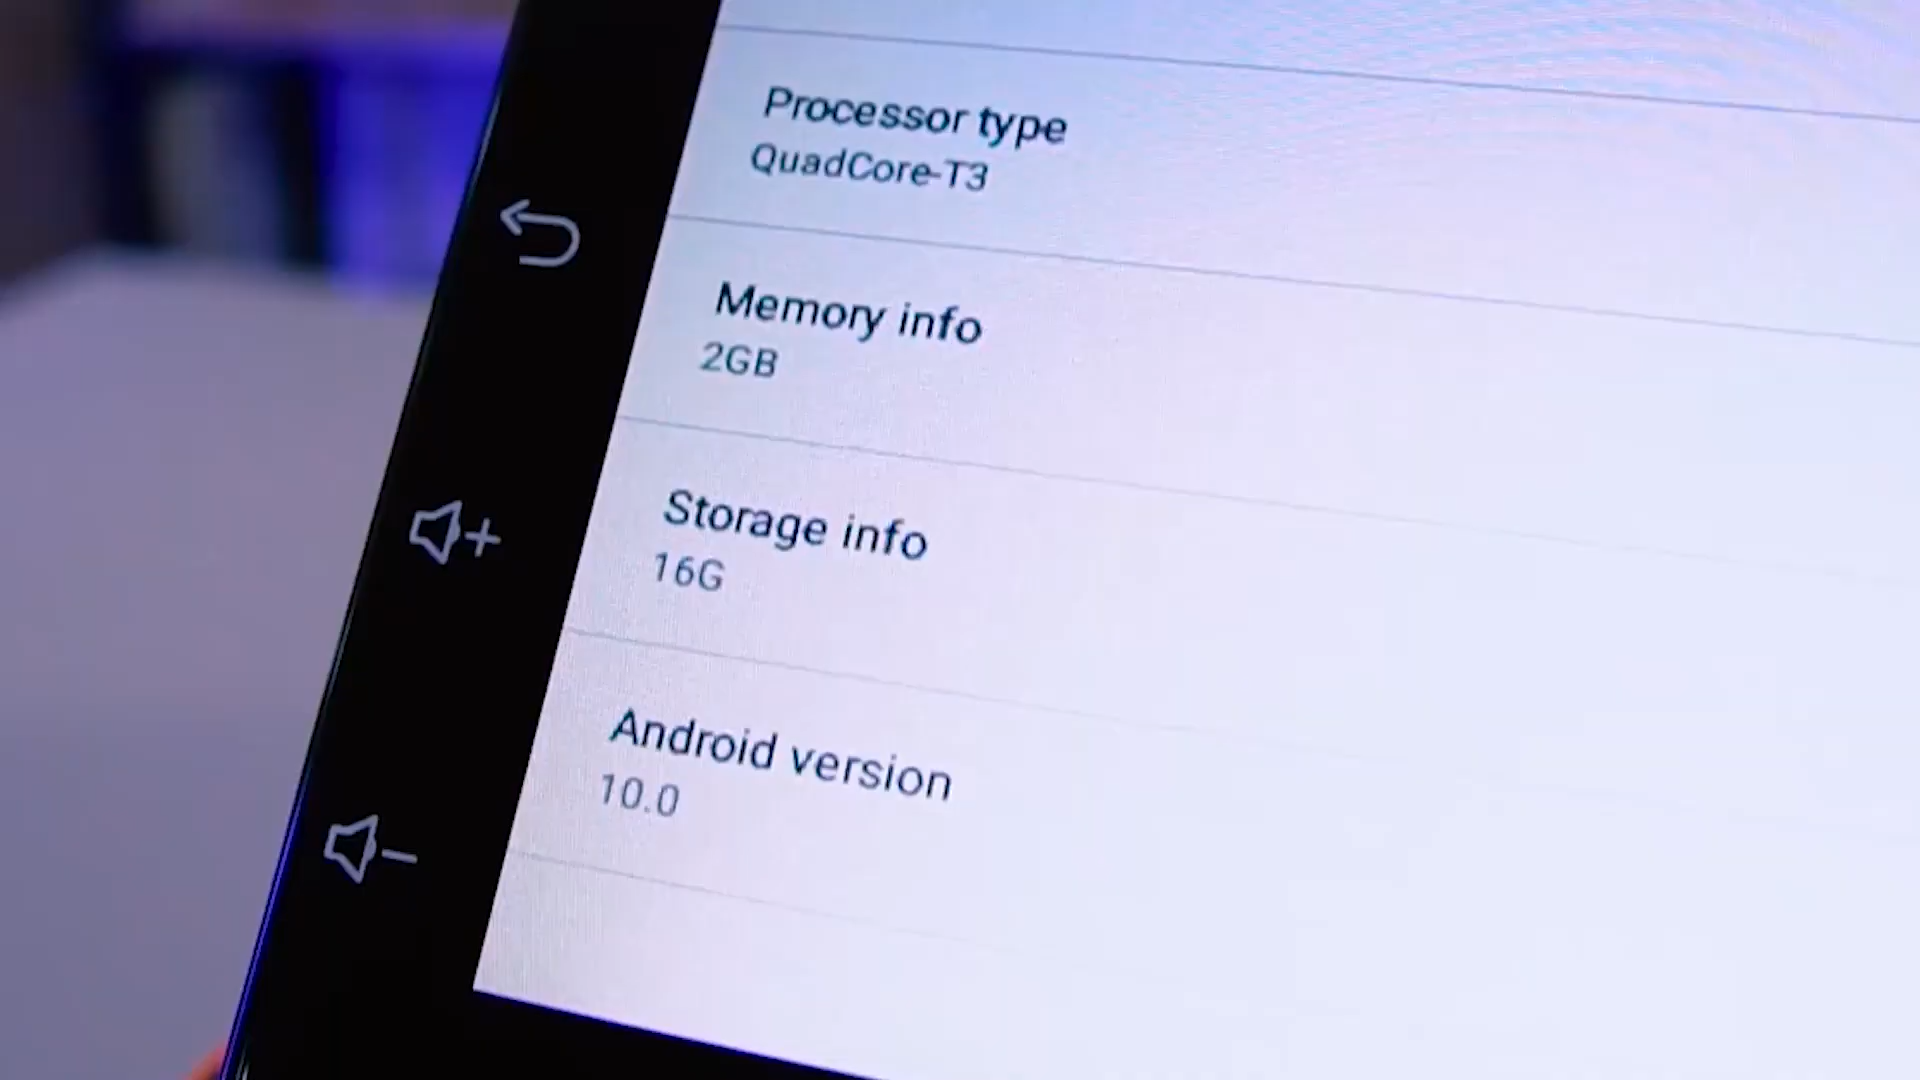 Processor type
QuadCore-T3
Memory info
2GB
Storage info
16G
Android version
10.0